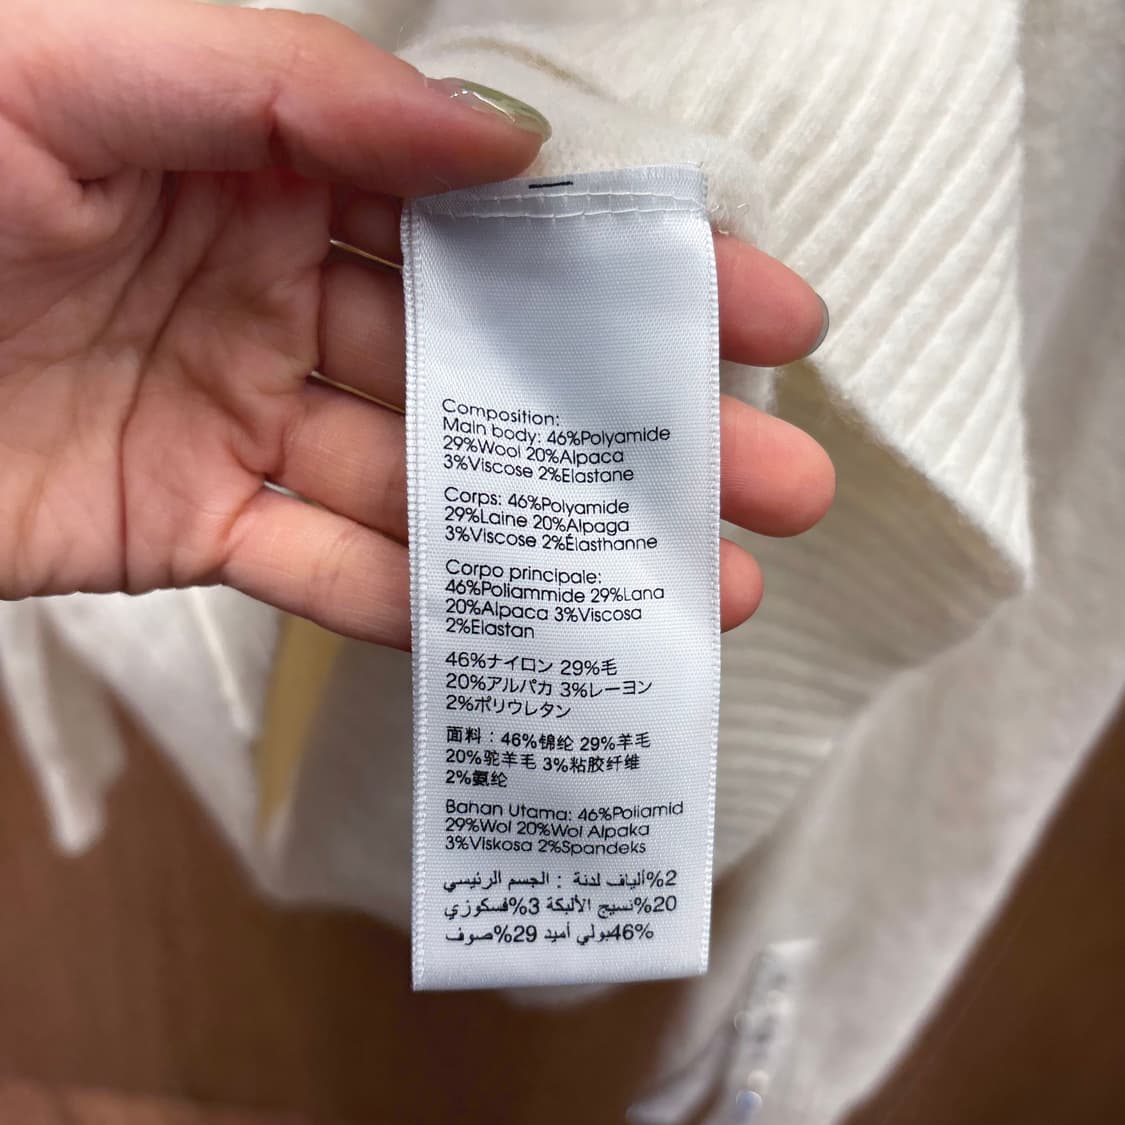 Composition:
Main body: 46%Polyamide
29%Wool 20%Alpaca
3%Viscose 2%Elastane
Corps: 46%Polyamide
29%Laine 20%Alpaga
3%Viscose 2%Élasthanne
Corpo principale:
46%Poliammide 29%Lana
20%Alpaca 3%Viscosa
2%Elastan
46%ナイロン 29%毛
20%アルパカ 3%レーヨン
2%ポリウレタン
面料：46%锦纶 29%羊毛
20%驼羊毛 3%粘胶纤维
2%氨纶
Bahan Utama: 46%Poliamid
29%Wol 20%Wol Alpaka
3%Viskosa 2%Spandeks
2%ألياف لدنة : الجسم الرئيسي
20%نسيج الألبكة 3%فسكوزي
46%بولي أميد 29%صوف